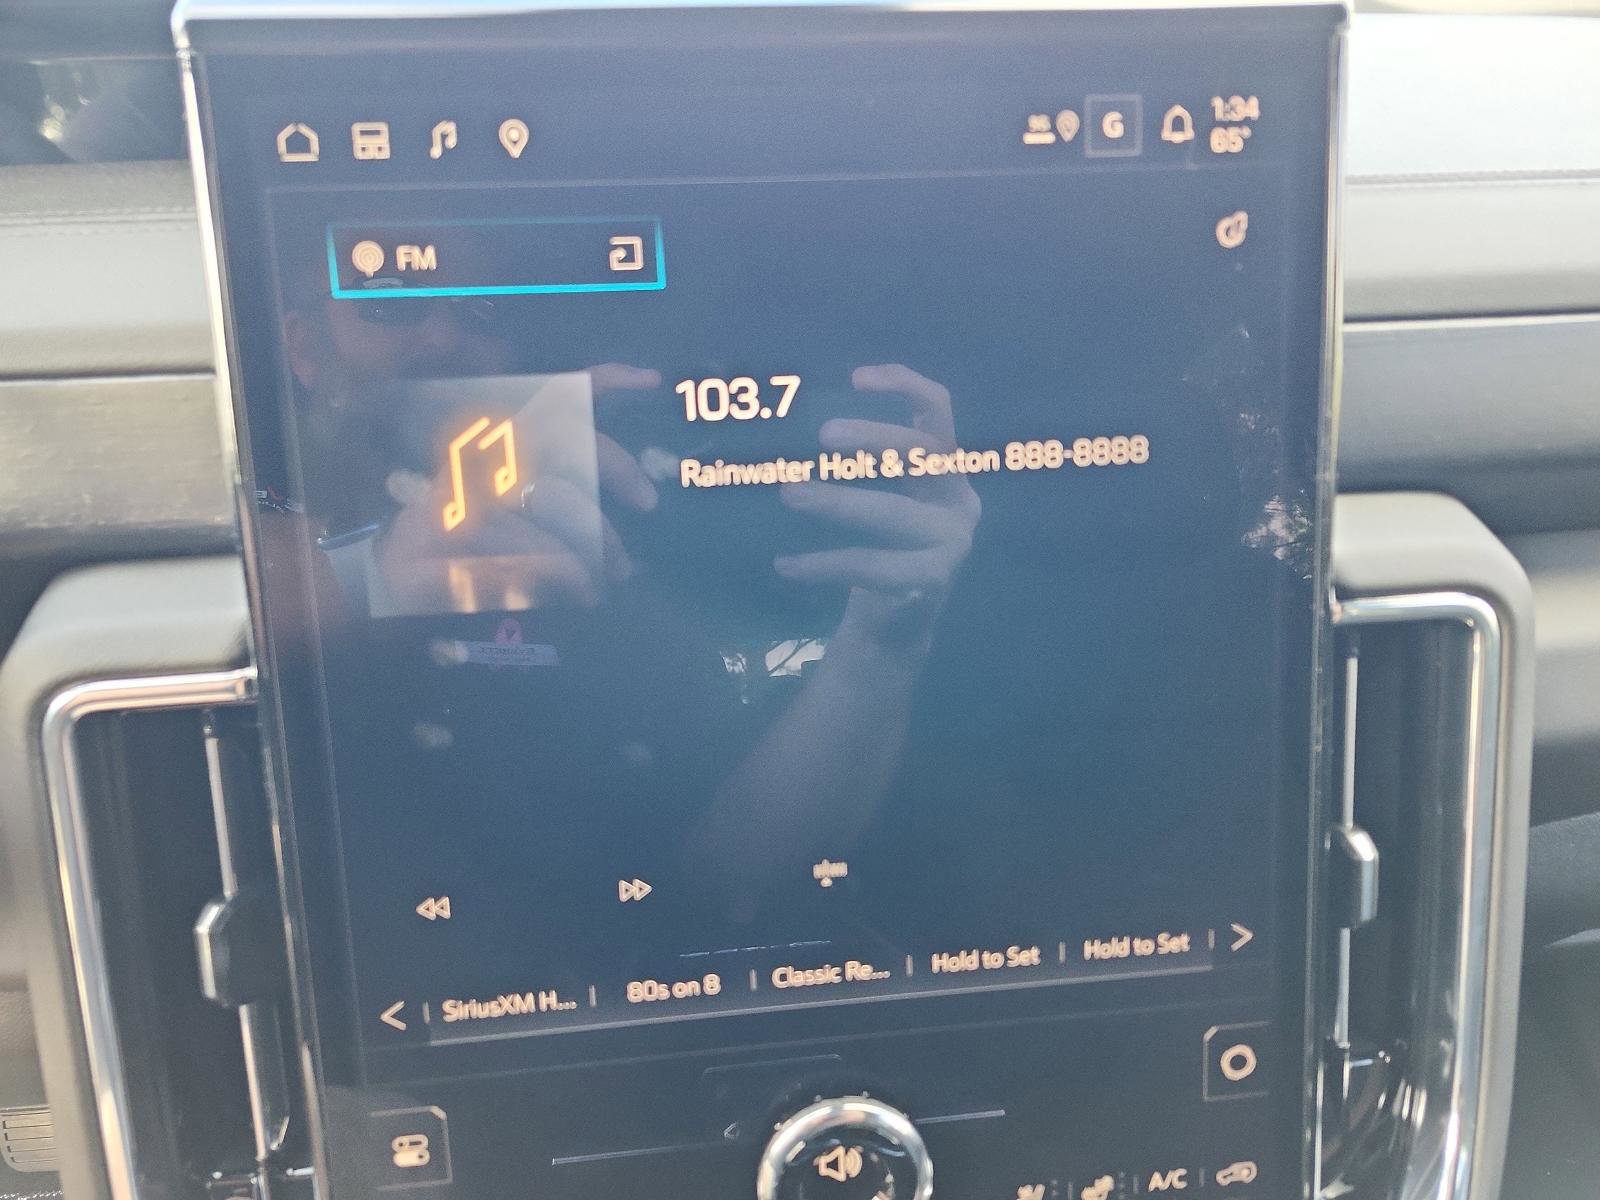 5G G 1:34
65°
FM
103.7
Rainwater Holt & Sexton 888-8888
SiriusXM H... 80s on 8 Classic Re... Hold to Set Hold to Set
A/C